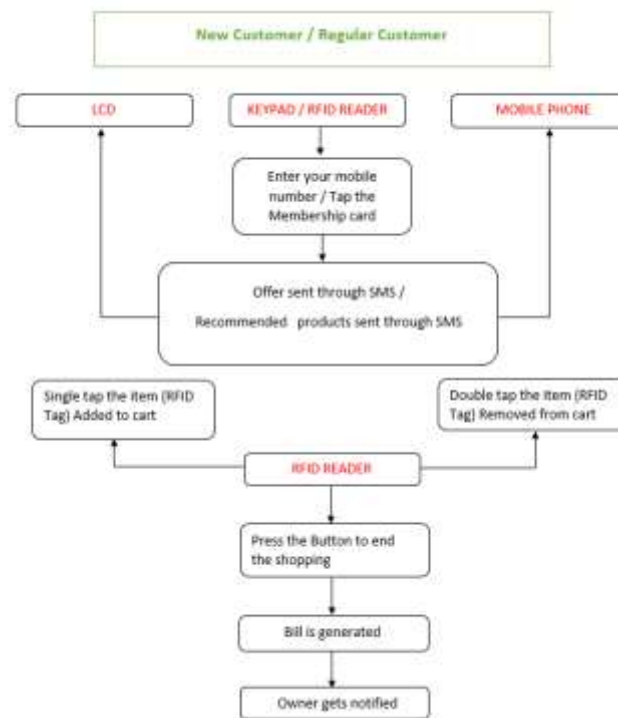 New Customer / Regular Customer
LCD
KEYPAD / RFID READER
MOBILE PHONE
Enter your mobile
number / Tap the
Membership card
Offer sent through SMS /
Recommended products sent through SMS
Single tap the item (RFID
Tag) Added to cart
Double tap the item (RFID
Tag) Removed from cart
RFID READER
Press the Button to end
the shopping
Bill is generated
Owner gets notified